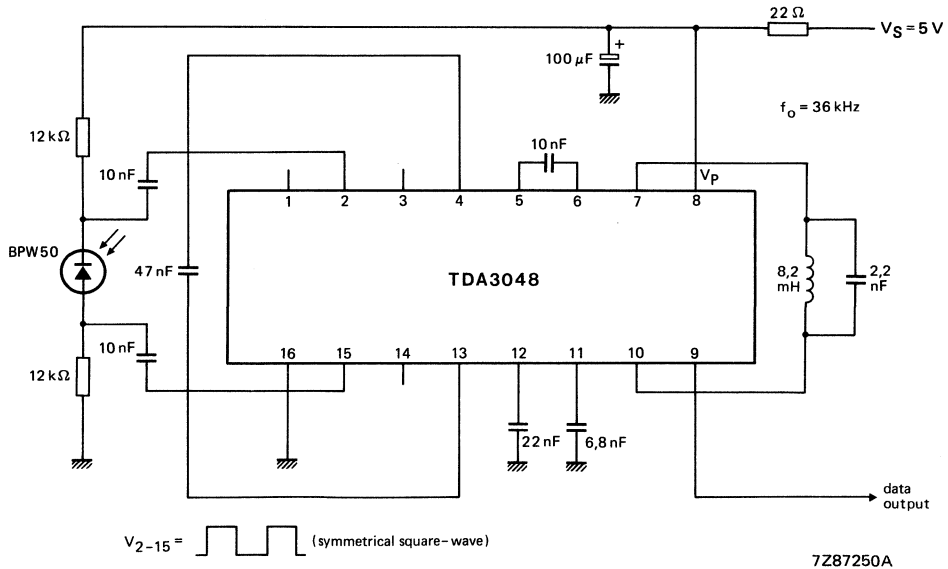 22 Ω
V_S = 5 V
+
100 µF
f_o = 36 kHz
12 kΩ
10 nF
10 nF
V_P
1 2 3 4 5 6 7 8
BPW50
47 nF
TDA3048
8,2 mH
2,2 nF
16 15 14 13 12 11 10 9
10 nF
12 kΩ
22 nF
6,8 nF
data
output
V_2-15 = (symmetrical square-wave)
7Z87250A